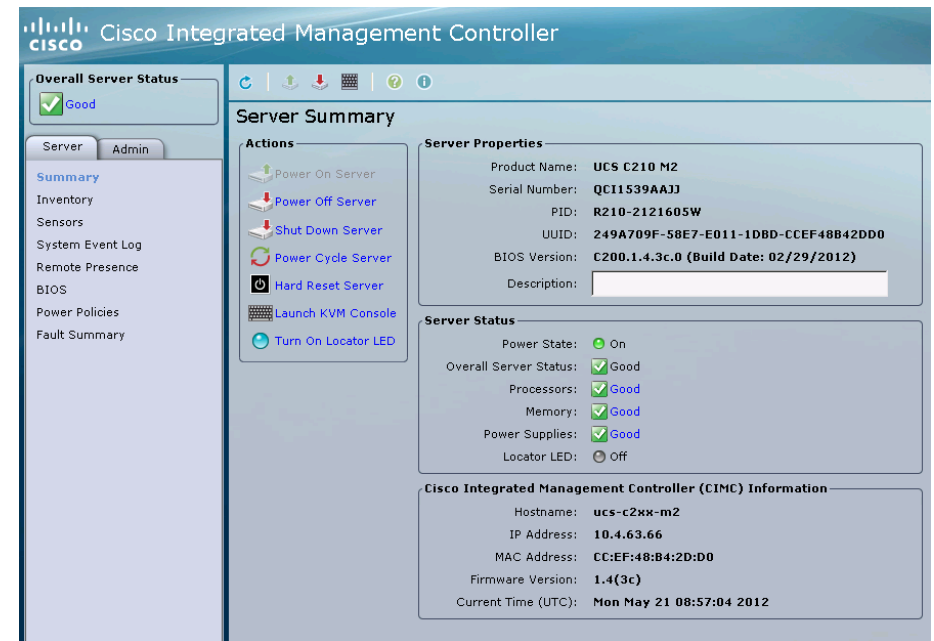 CISCO Cisco Integrated Management Controller
Overall Server Status
Good
Server Admin
Summary
Inventory
Sensors
System Event Log
Remote Presence
BIOS
Power Policies
Fault Summary
Server Summary
Actions
Power On Server
Power Off Server
Shut Down Server
Power Cycle Server
Hard Reset Server
Launch KVM Console
Turn On Locator LED
Server Properties
Product Name: UCS C210 M2
Serial Number: QCI1539AAJJ
PID: R210-2121605W
UUID: 249A709F-58E7-E011-1DBD-CCEF48B42DD0
BIOS Version: C200.1.4.3c.0 (Build Date: 02/29/2012)
Description:
Server Status
Power State: On
Overall Server Status: Good
Processors: Good
Memory: Good
Power Supplies: Good
Locator LED: Off
Cisco Integrated Management Controller (CIMC) Information
Hostname: ucs-c2xx-m2
IP Address: 10.4.63.66
MAC Address: CC:EF:48:B4:2D:D0
Firmware Version: 1.4(3c)
Current Time (UTC): Mon May 21 08:57:04 2012